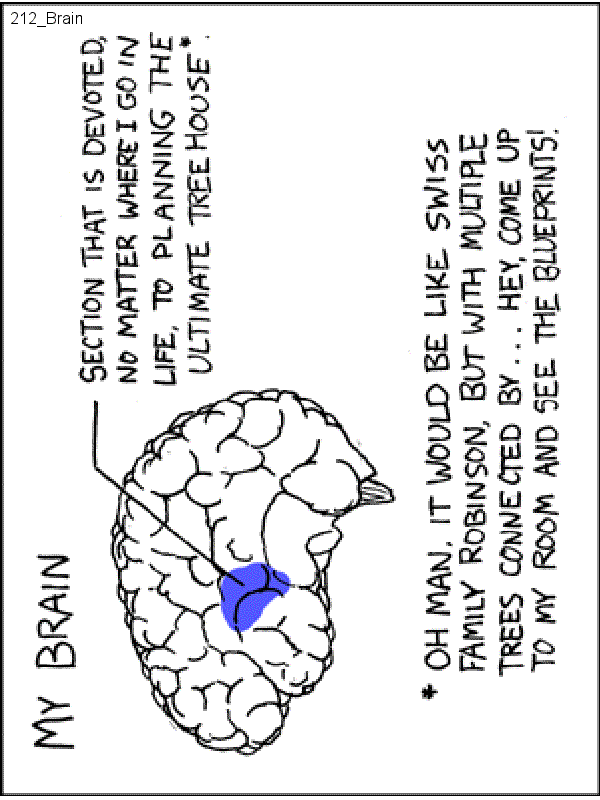 212_Brain
MY BRAIN
SECTION THAT IS DEVOTED,
NO MATTER WHERE I GO IN
LIFE, TO PLANNING THE
ULTIMATE TREE HOUSE*.
* OH MAN, IT WOULD BE LIKE SWISS
FAMILY ROBINSON, BUT WITH MULTIPLE
TREES CONNECTED BY... HEY, COME UP
TO MY ROOM AND SEE THE BLUEPRINTS!